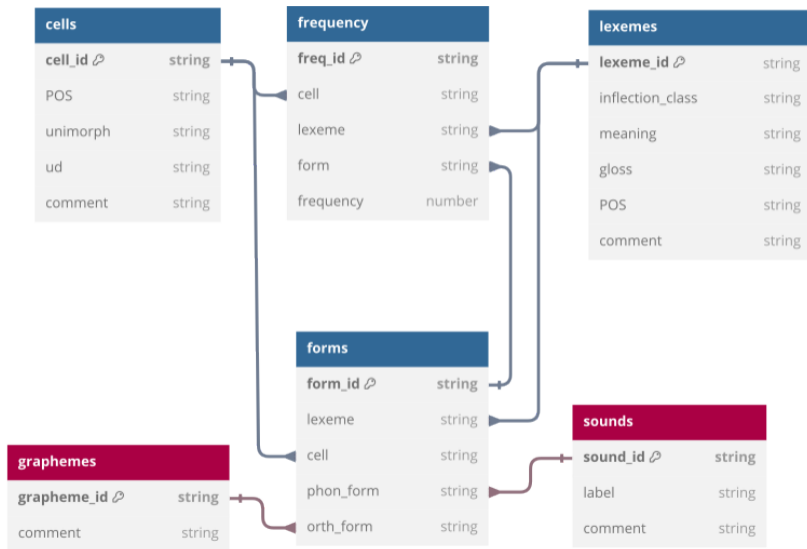 cells
cell_id string
POS string
unimorph string
ud string
comment string
frequency
freq_id string
cell string
lexeme string
form string
frequency number
lexemes
lexeme_id string
inflection_class string
meaning string
gloss string
POS string
comment string
forms
form_id string
lexeme string
cell string
phon_form string
orth_form string
graphemes
grapheme_id string
comment string
sounds
sound_id string
label string
comment string